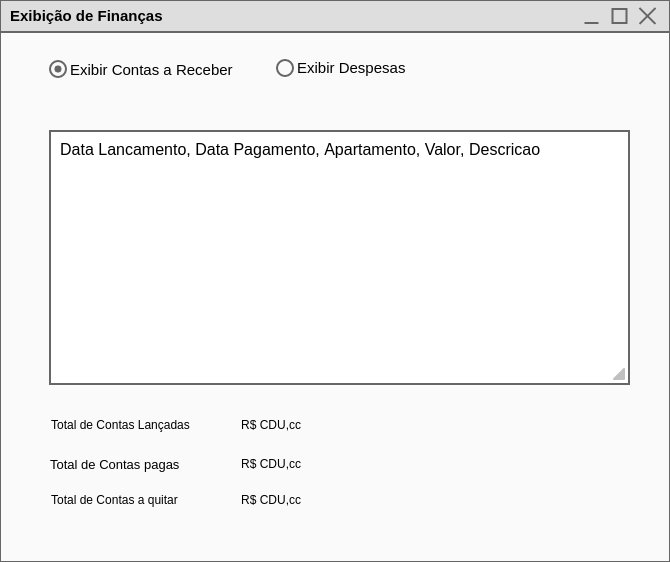 Exibição de Finanças
Exibir Contas a Receber
Exibir Despesas
Data Lancamento, Data Pagamento, Apartamento, Valor, Descricao
Total de Contas Lançadas R$ CDU,cc
Total de Contas pagas R$ CDU,cc
Total de Contas a quitar R$ CDU,cc